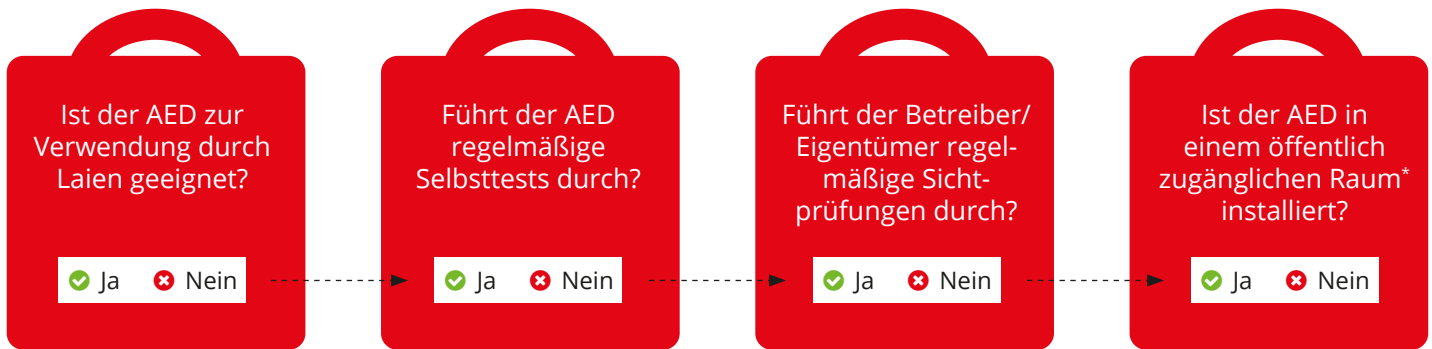 Ist der AED zur
Verwendung durch
Laien geeignet?
Ja Nein
Führt der AED
regelmäßige
Selbsttests durch?
Ja Nein
Führt der Betreiber/
Eigentümer regel-
mäßige Sicht-
prüfungen durch?
Ja Nein
Ist der AED in
einem öffentlich
zugänglichen Raum*
installiert?
Ja Nein